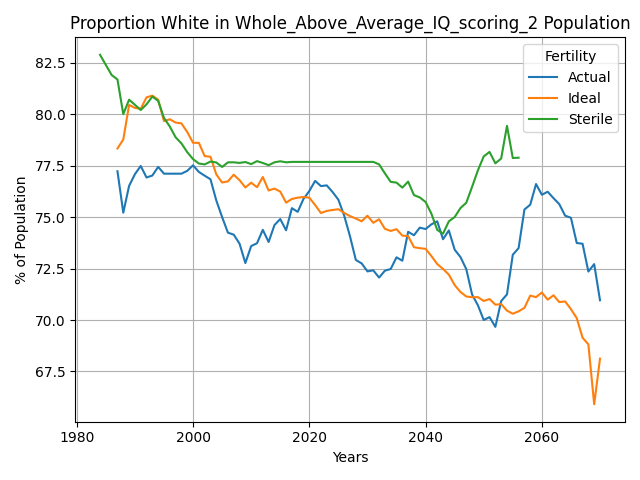 Proportion White in Whole_Above_Average_IQ_scoring_2 Population
Fertility
Actual
Ideal
Sterile
% of Population
82.5
80.0
77.5
75.0
72.5
70.0
67.5
1980
2000
2020
2040
2060
Years